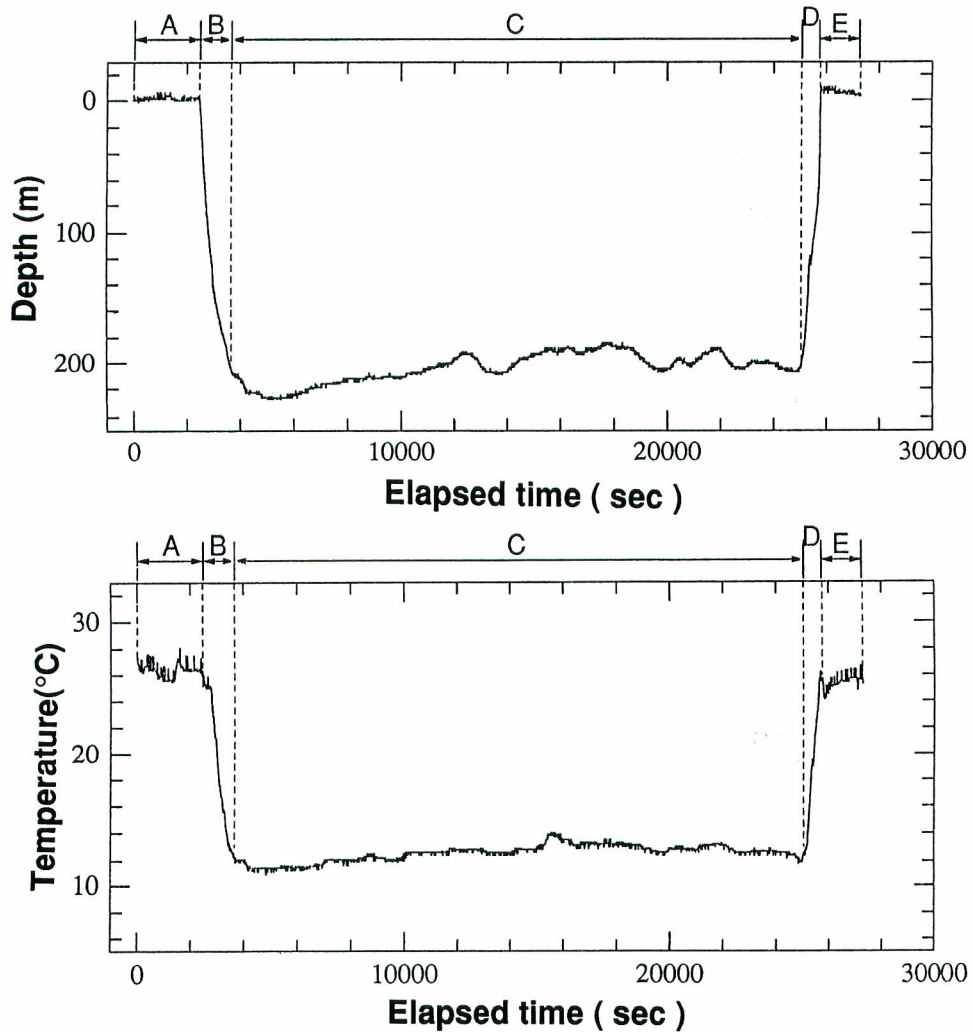 A B C D E
0
100
200
Depth (m)
0 10000 20000 30000
Elapsed time ( sec )
A B C D E
30
20
10
Temperature(°C)
0 10000 20000 30000
Elapsed time ( sec )